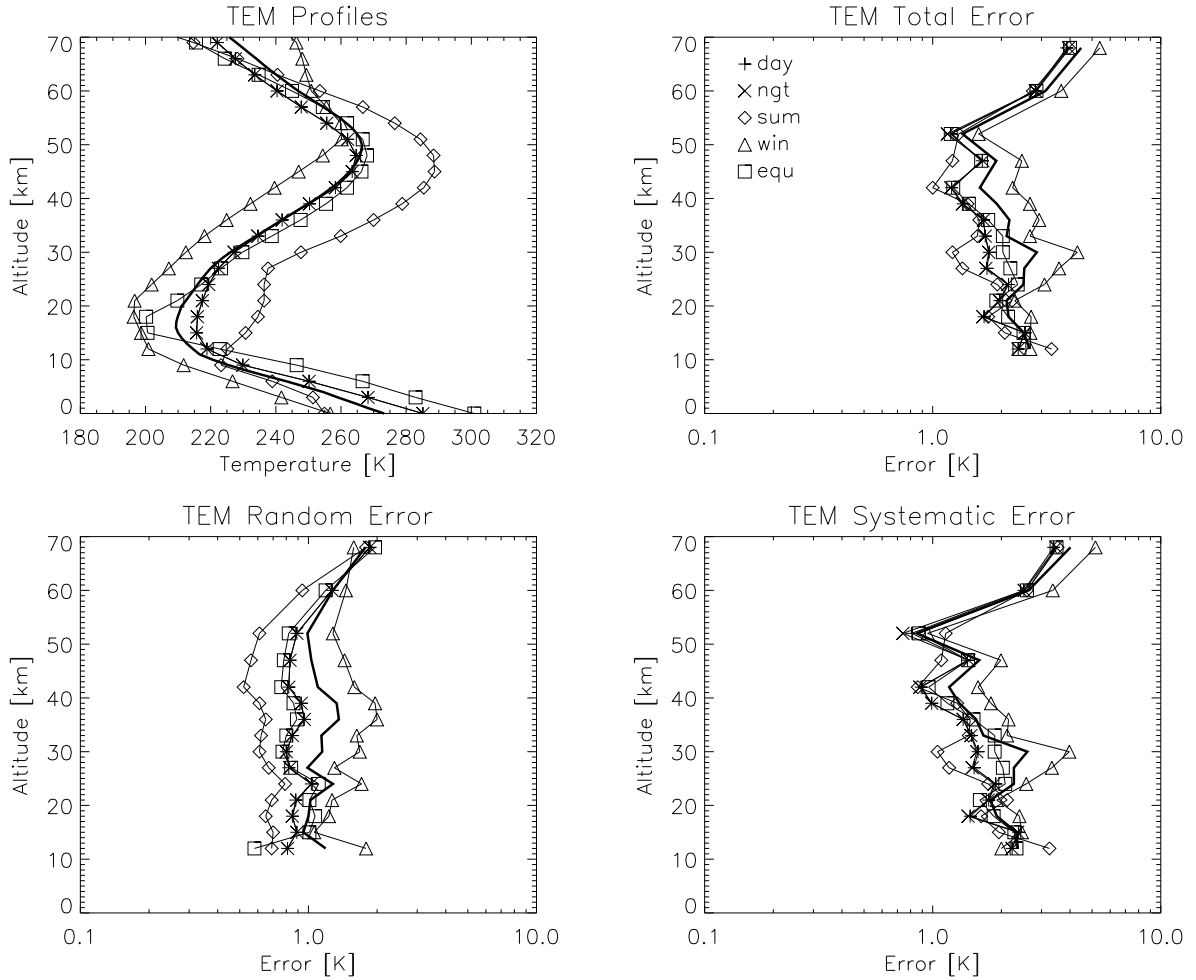 TEM Profiles
70
60
50
40
30
20
10
0
Altitude [km]
180 200 220 240 260 280 300 320
Temperature [K]
TEM Total Error
70
60
50
40
30
20
10
0
Altitude [km]
day
ngt
sum
win
equ
0.1 1.0 10.0
Error [K]
TEM Random Error
70
60
50
40
30
20
10
0
Altitude [km]
0.1 1.0 10.0
Error [K]
TEM Systematic Error
70
60
50
40
30
20
10
0
Altitude [km]
0.1 1.0 10.0
Error [K]